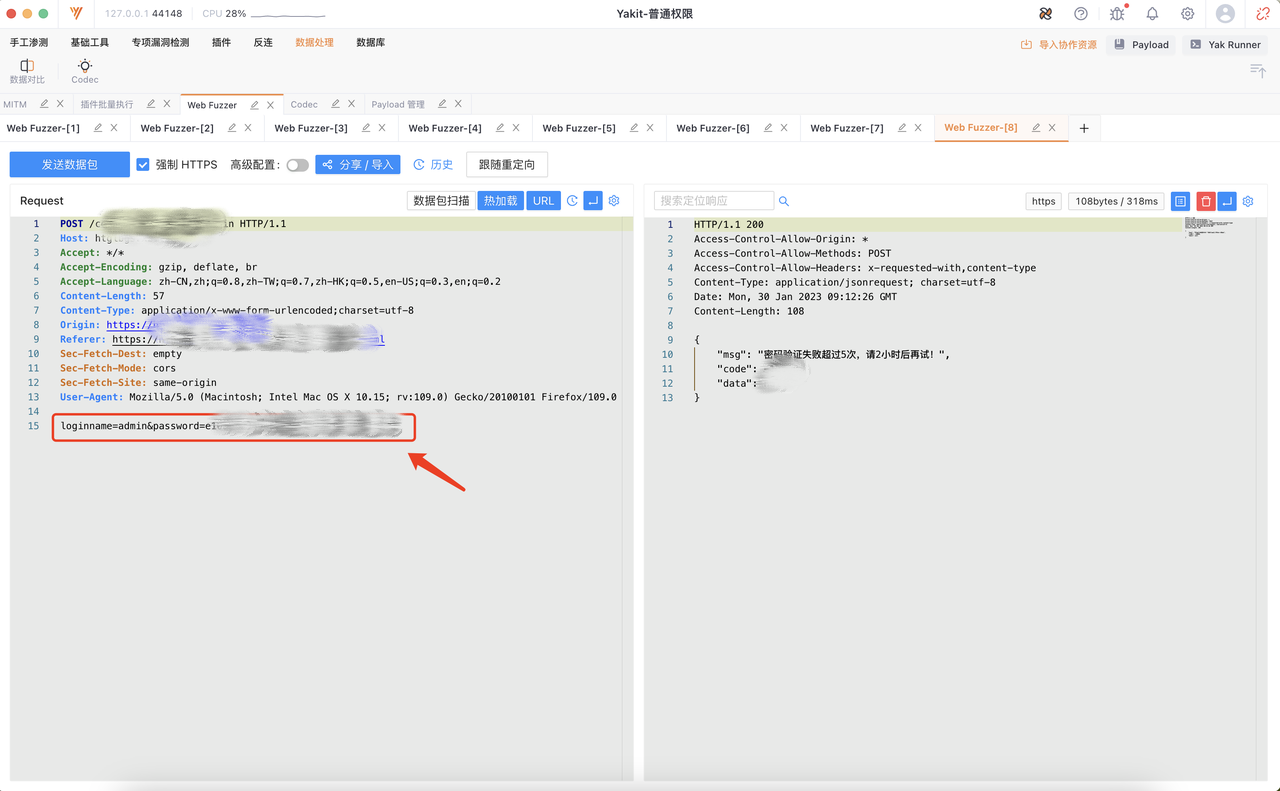 127.0.0.1 44148 CPU 28% Yakit-普通权限
手工渗测 基础工具 专项漏洞检测 插件 反连 数据处理 数据库 导入协作资源 Payload Yak Runner
数据对比 Codec
MITM 插件批量执行 Web Fuzzer Codec Payload 管理
Web Fuzzer-[1] Web Fuzzer-[2] Web Fuzzer-[3] Web Fuzzer-[4] Web Fuzzer-[5] Web Fuzzer-[6] Web Fuzzer-[7] Web Fuzzer-[8]
发送数据包 强制 HTTPS 高级配置: 分享 / 导入 历史 跟随重定向
Request 数据包扫描 热加载 URL
1 POST /c in HTTP/1.1
2 Host:
3 Accept: */*
4 Accept-Encoding: gzip, deflate, br
5 Accept-Language: zh-CN,zh;q=0.8,zh-TW;q=0.7,zh-HK;q=0.5,en-US;q=0.3,en;q=0.2
6 Content-Length: 57
7 Content-Type: application/x-www-form-urlencoded;charset=utf-8
8 Origin: https://
9 Referer: https:/
10 Sec-Fetch-Dest: empty
11 Sec-Fetch-Mode: cors
12 Sec-Fetch-Site: same-origin
13 User-Agent: Mozilla/5.0 (Macintosh; Intel Mac OS X 10.15; rv:109.0) Gecko/20100101 Firefox/109.0
14
15 loginname=admin&password=e
搜索定位响应 https 108bytes / 318ms
1 HTTP/1.1 200
2 Access-Control-Allow-Origin: *
3 Access-Control-Allow-Methods: POST
4 Access-Control-Allow-Headers: x-requested-with,content-type
5 Content-Type: application/jsonrequest; charset=utf-8
6 Date: Mon, 30 Jan 2023 09:12:26 GMT
7 Content-Length: 108
8
9 {
10 "msg": "密码验证失败超过5次，请2小时后再试！",
11 "code":
12 "data":
13 }